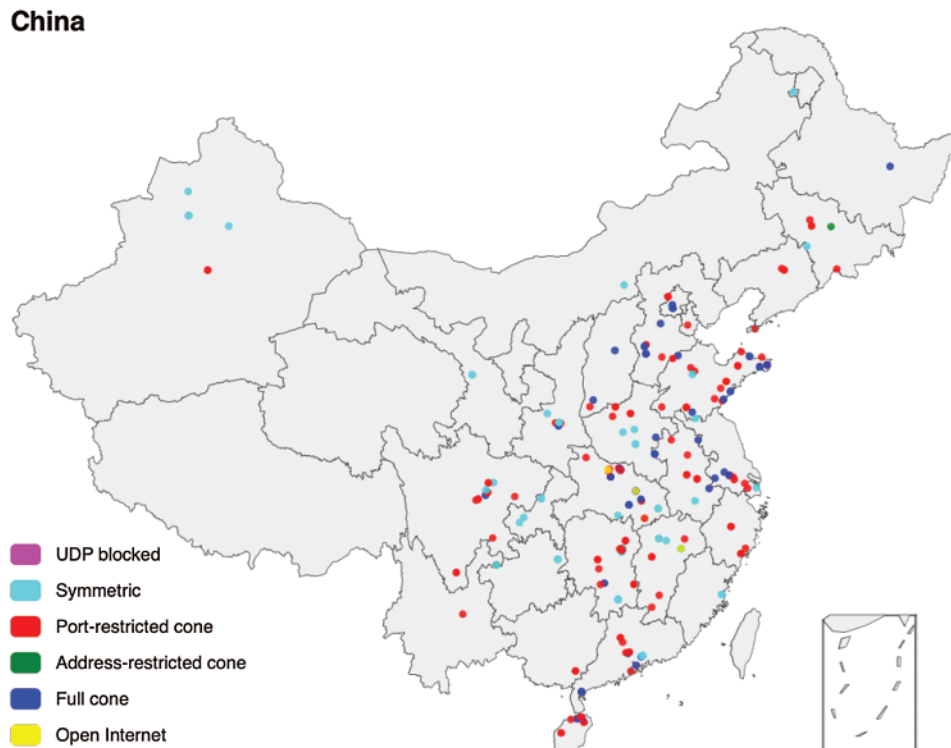 China
UDP blocked
Symmetric
Port-restricted cone
Address-restricted cone
Full cone
Open Internet